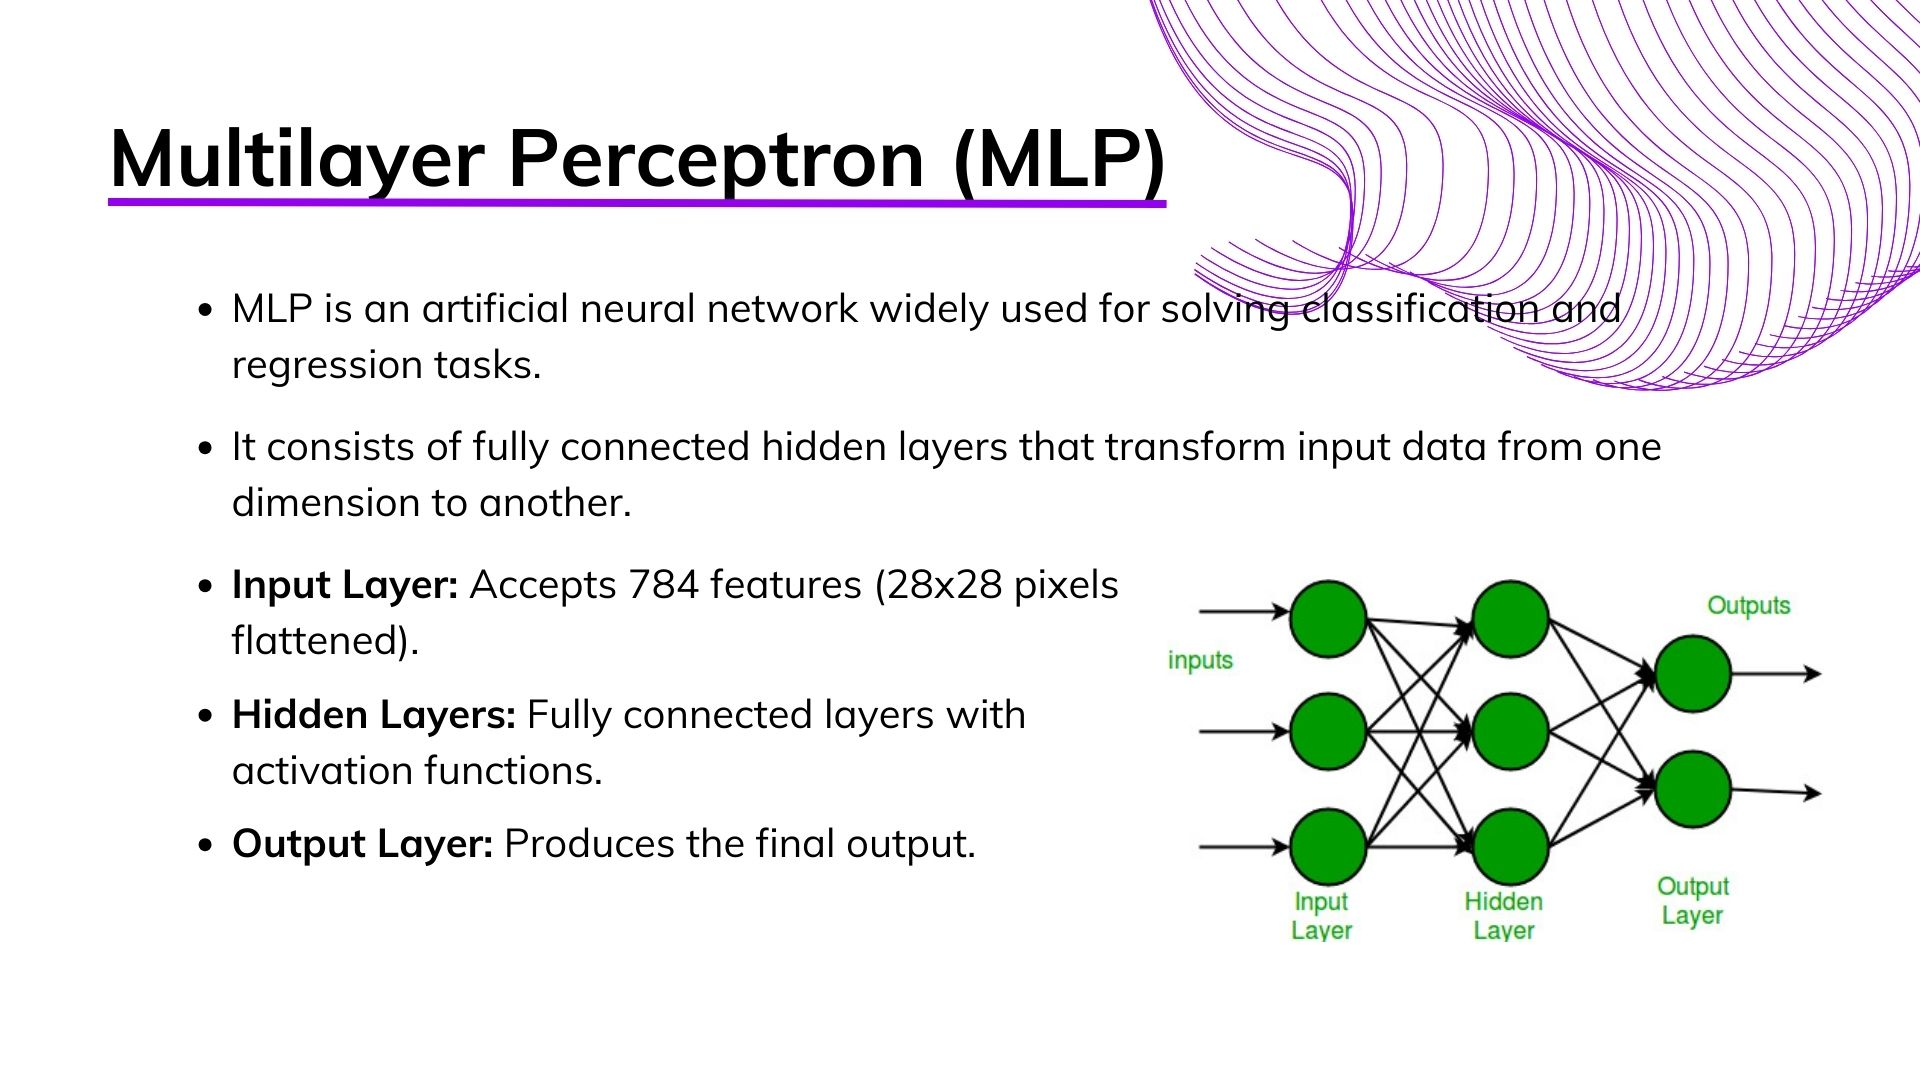 Multilayer Perceptron (MLP)
• MLP is an artificial neural network widely used for solving classification and
regression tasks.
• It consists of fully connected hidden layers that transform input data from one
dimension to another.
• Input Layer: Accepts 784 features (28x28 pixels
flattened).
• Hidden Layers: Fully connected layers with
activation functions.
• Output Layer: Produces the final output.
inputs
Outputs
Input
Layer
Hidden
Layer
Output
Layer